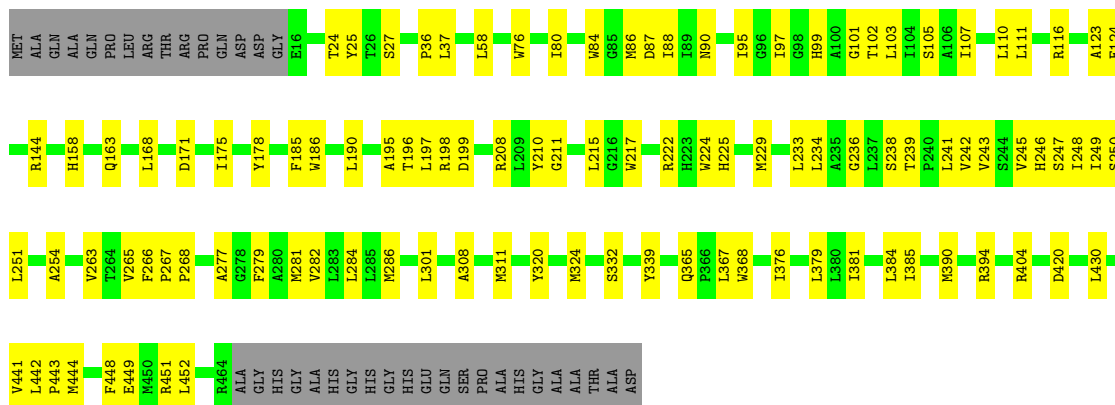 MET ALA GLN ALA GLN PRO LEU ARG THR ARG PRO GLN ASP ASP GLY E16 T24 Y25 T26 S27 P36 L37 L58 W76 I80 W84 G85 M86 D87 I88 I89 N90 I95 G96 I97 G98 H99 A100 G101 T102 L103 I104 S105 A106 I107 L110 L111 R116 A123
R144 H158 Q163 L168 D171 I175 Y178 F185 W186 L190 A195 T196 L197 R198 D199 R208 L209 Y210 G211 L215 G216 W217 R222 H223 W224 H225 M229 L233 L234 A235 G236 L237 S238 T239 P240 L241 V242 V243 S244 V245 H246 S247 I248 I249 S250
L251 A254 V263 T264 V265 F266 P267 P268 A277 G278 F279 A280 M281 V282 L283 L284 L285 M286 L301 A308 M311 Y320 M324 S332 Y339 Q365 P366 L367 W368 I376 L379 L380 I381 L384 I385 M390 R394 R404 D420 L430
V441 L442 P443 M444 F448 E449 M450 R451 L452 R464 ALA GLY HIS GLY ALA HIS GLY HIS GLY HIS GLU GLN SER PRO ALA HIS GLY ALA ALA THR ALA ASP